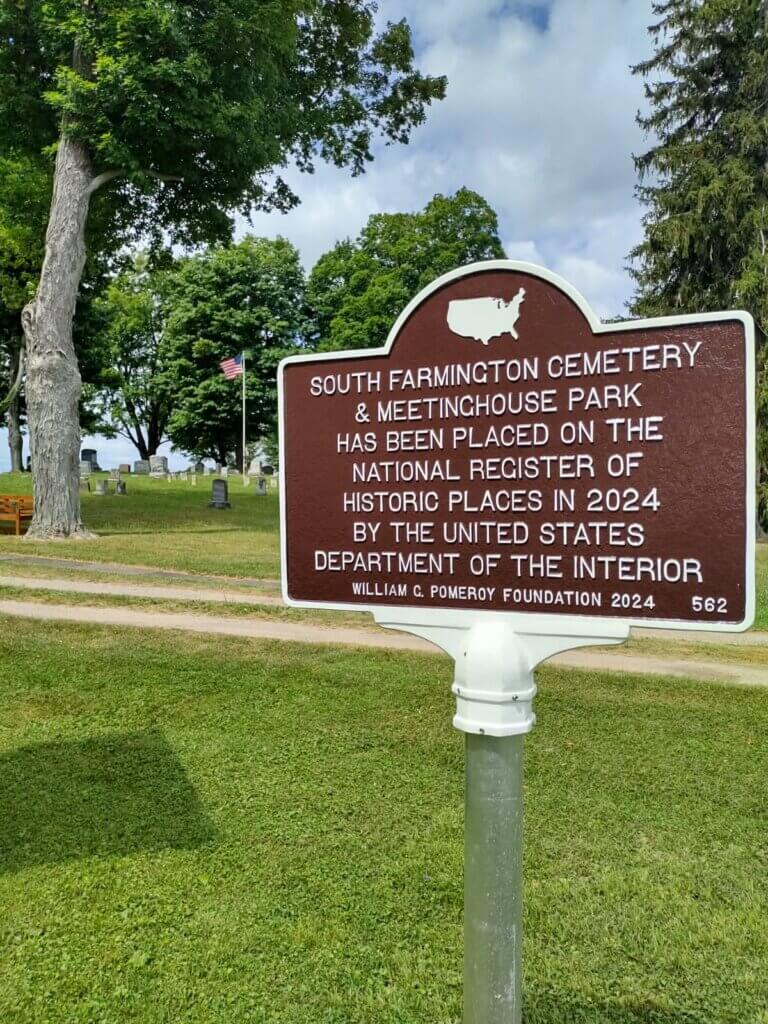 SOUTH FARMINGTON CEMETERY
& MEETINGHOUSE PARK
HAS BEEN PLACED ON THE
NATIONAL REGISTER OF
HISTORIC PLACES IN 2024
BY THE UNITED STATES
DEPARTMENT OF THE INTERIOR
WILLIAM G. POMEROY FOUNDATION 2024 562